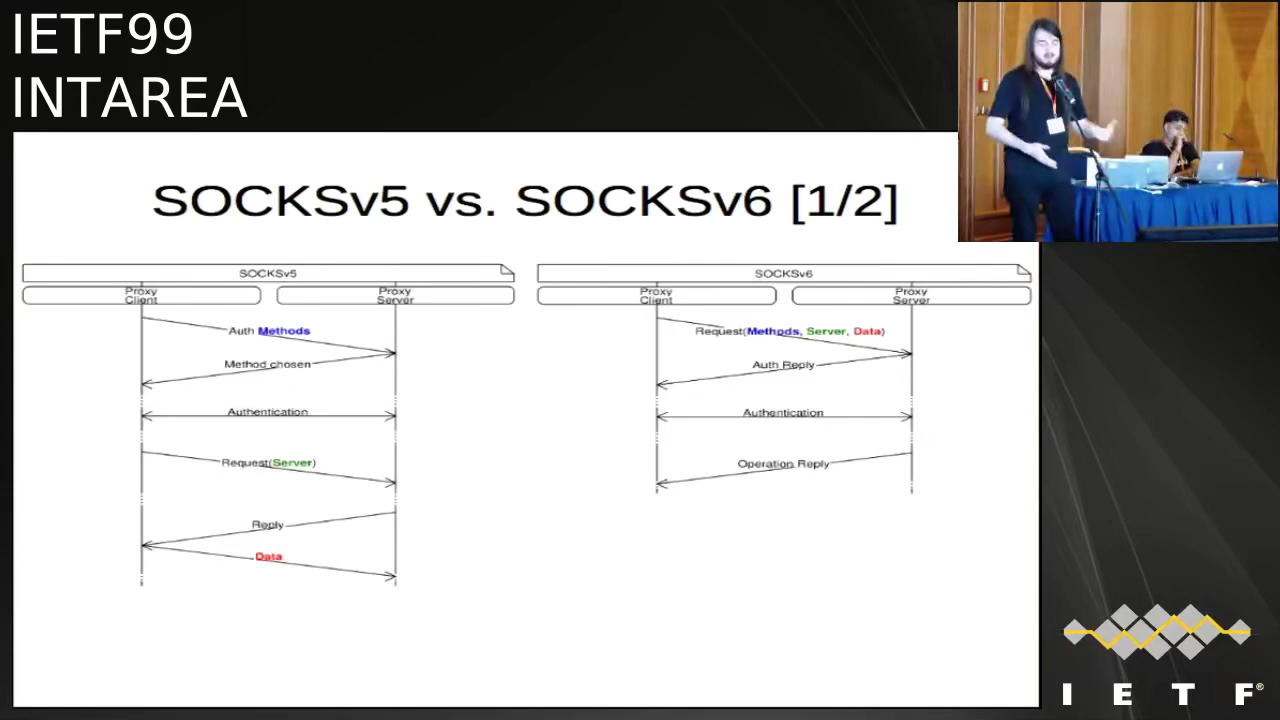 IETF99
INTAREA
SOCKSv5 vs. SOCKSv6 [1/2]
SOCKSv5
Proxy
Client
Proxy
Server
Auth Methods
Method chosen
Authentication
Request(Server)
Reply
Data
SOCKSv6
Proxy
Client
Proxy
Server
Request(Methods, Server, Data)
Auth Reply
Authentication
Operation Reply
I E T F®